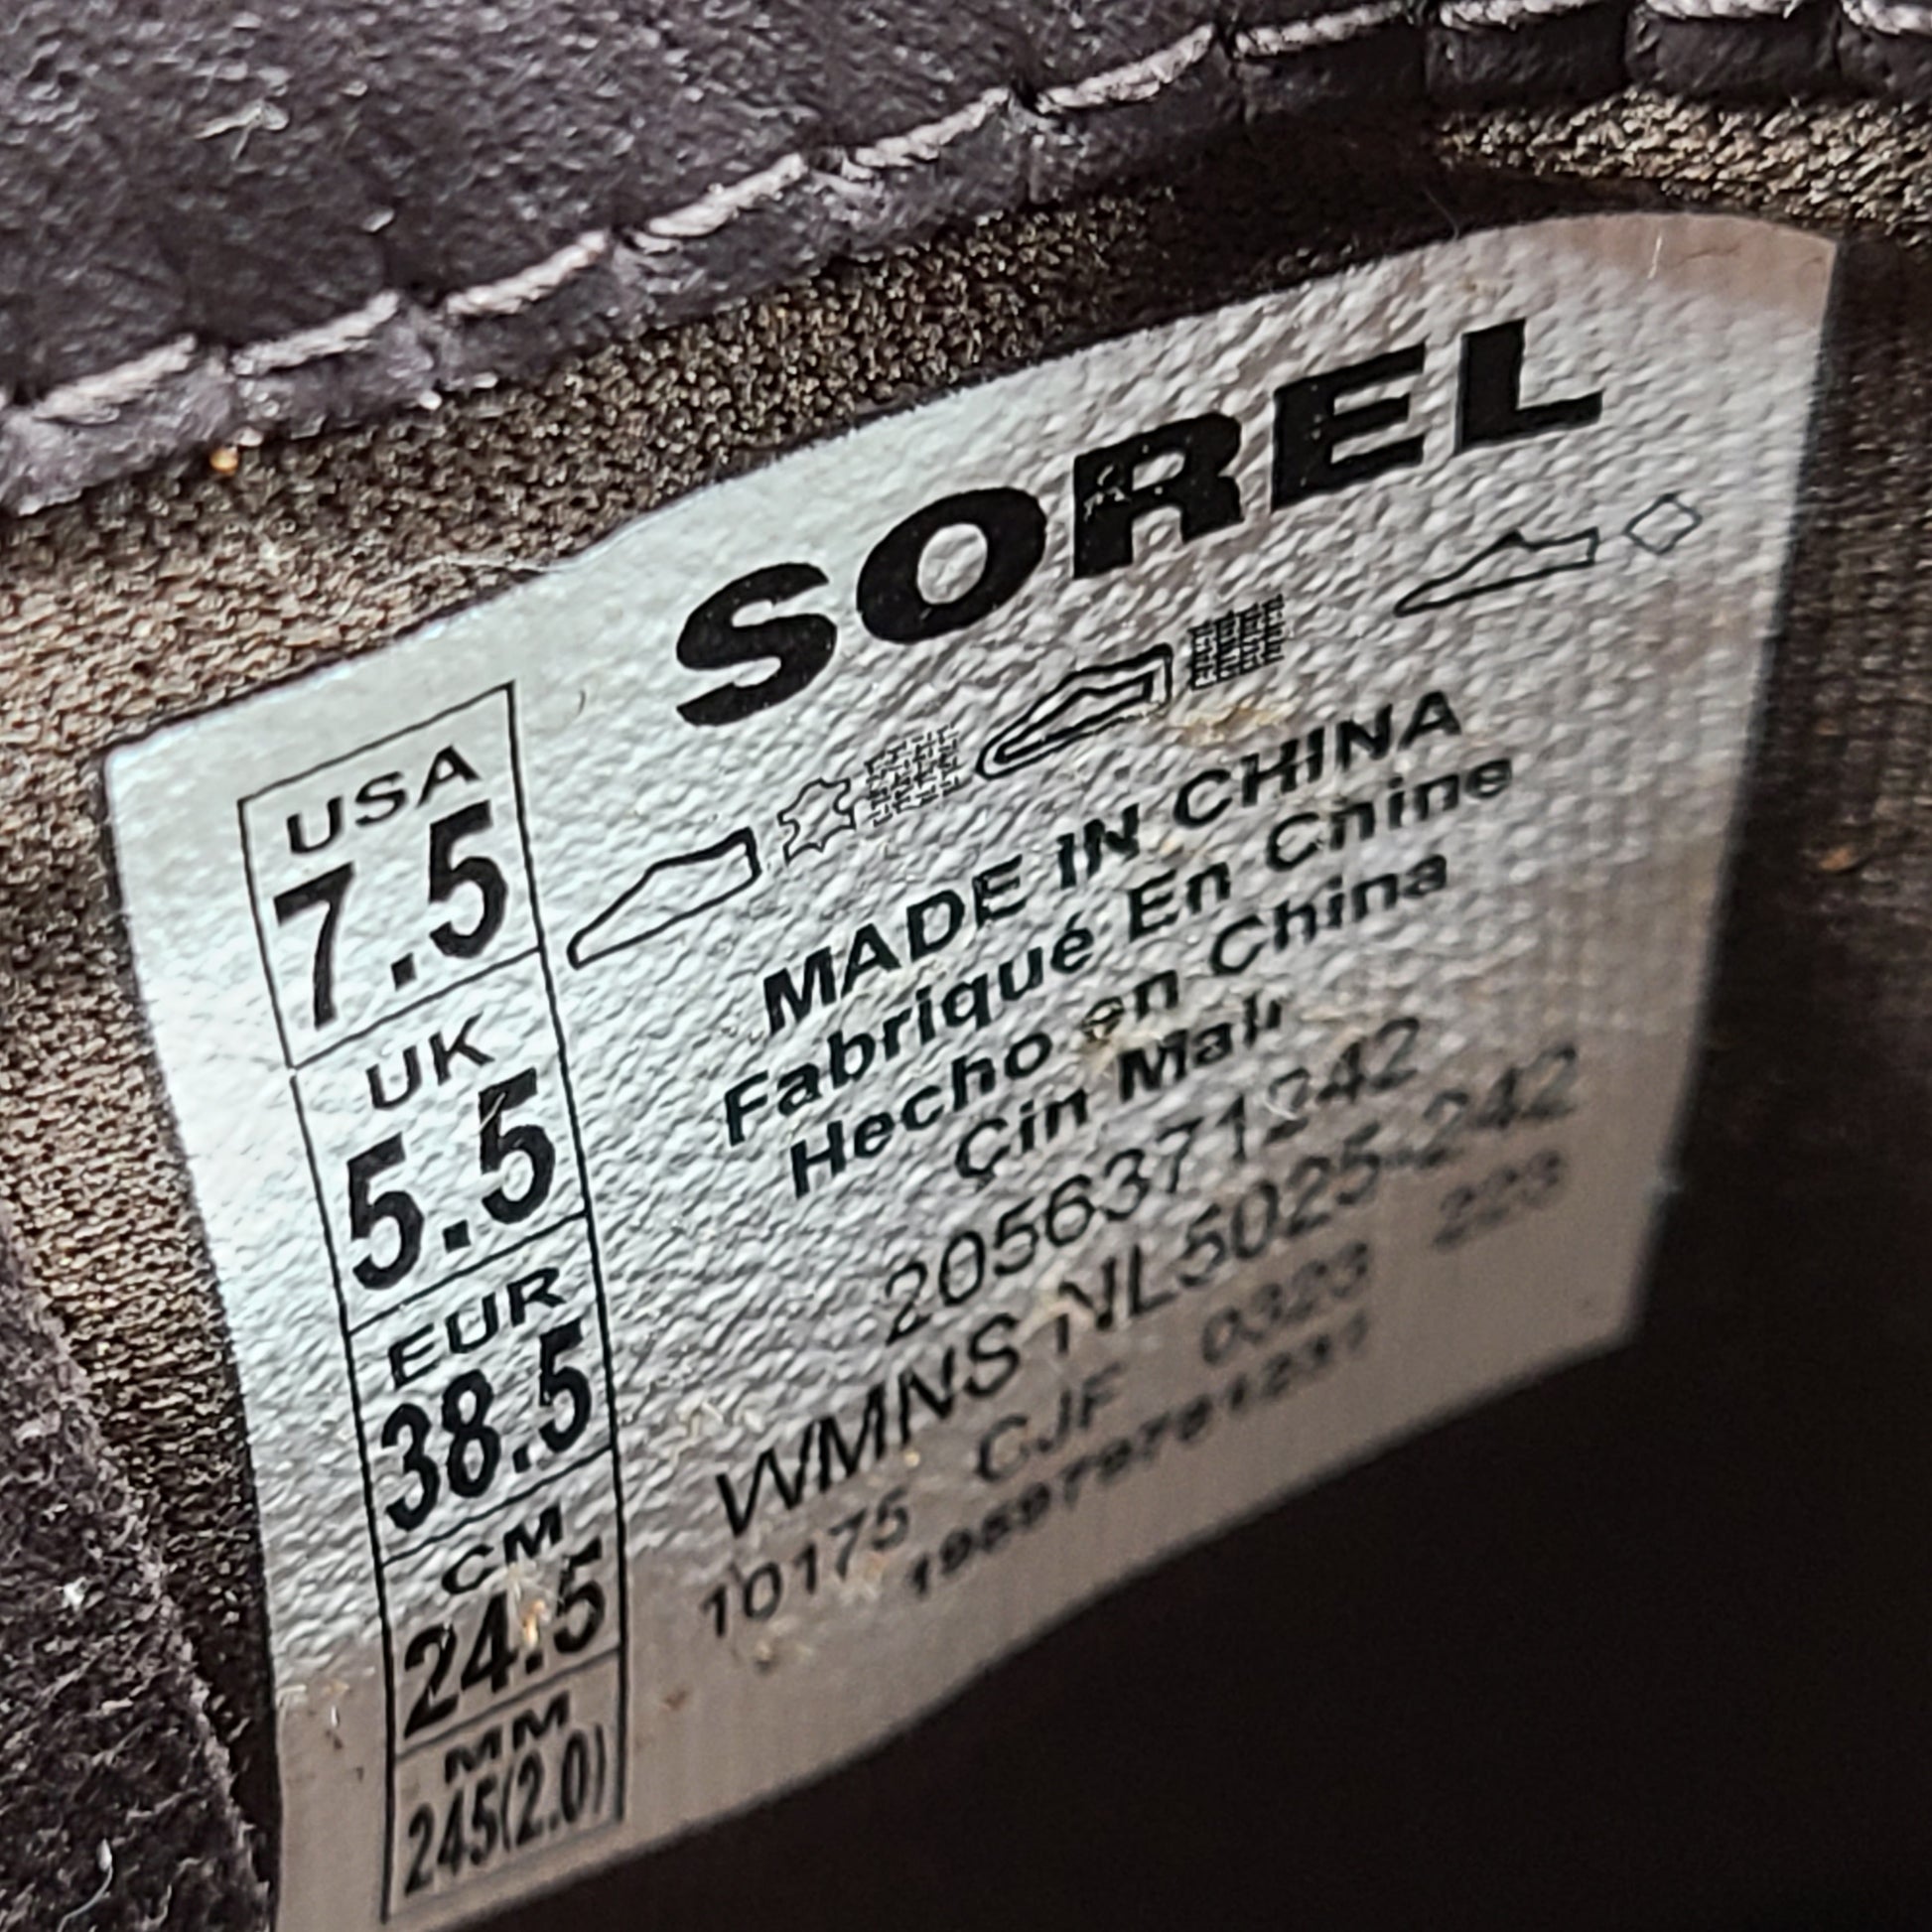 SOREL
USA
7.5
UK
5.5
EUR
38.5
CM
24.5
MM
245(2.0)
MADE IN CHINA
Fabriqué En Chine
Hecho en China
Çin Malı
2056371242
WMNS NL5025-242
10175 CJF 0323 223